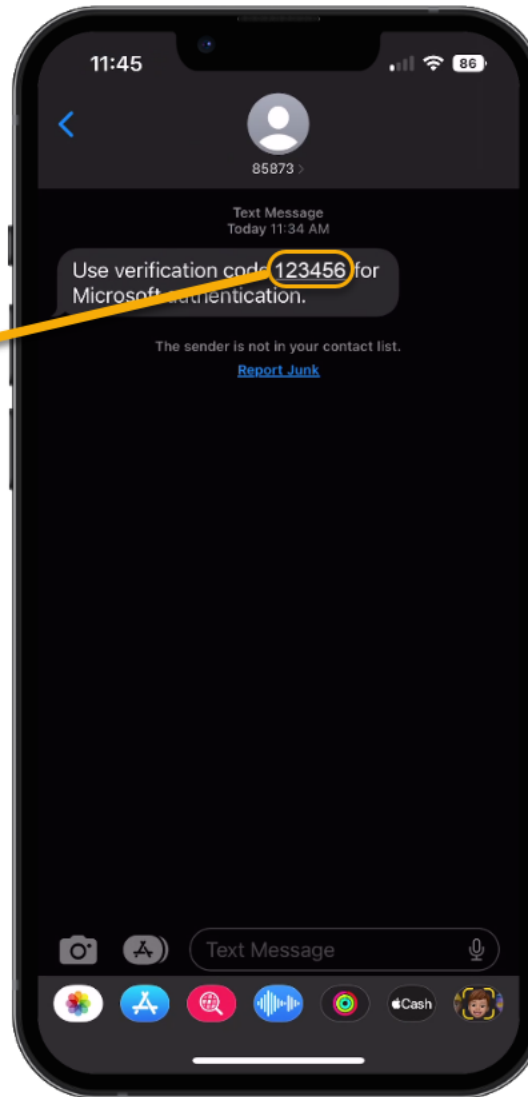 11:45
86
85873 >
Text Message
Today 11:34 AM
Use verification code 123456 for
Microsoft authentication.
The sender is not in your contact list.
Report Junk
Text Message
Cash